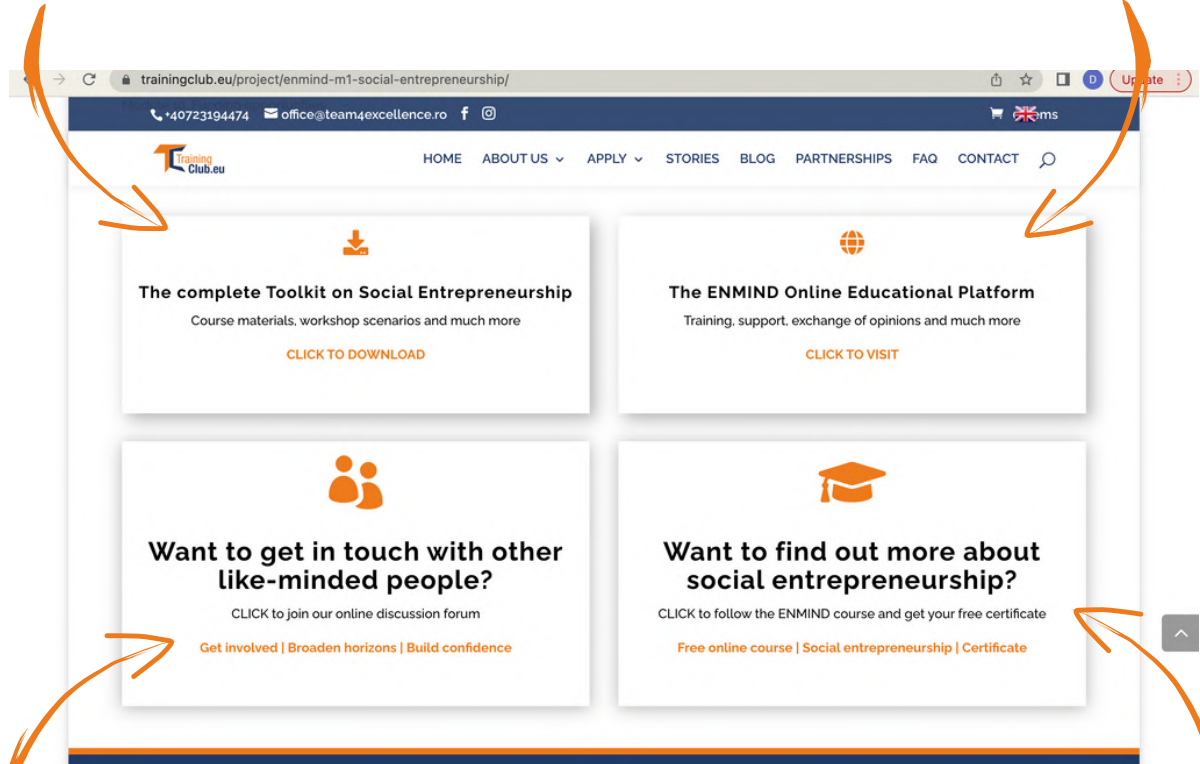 trainingclub.eu/project/enmind-m1-social-entrepreneurship/
D
+40723194474 office@team4excellence.ro
Training
Club.eu
HOME ABOUT US APPLY STORIES BLOG PARTNERSHIPS FAQ CONTACT
The complete Toolkit on Social Entrepreneurship
Course materials, workshop scenarios and much more
CLICK TO DOWNLOAD
The ENMIND Online Educational Platform
Training, support, exchange of opinions and much more
CLICK TO VISIT
Want to get in touch with other
like-minded people?
CLICK to join our online discussion forum
Get involved | Broaden horizons | Build confidence
Want to find out more about
social entrepreneurship?
CLICK to follow the ENMIND course and get your free certificate
Free online course | Social entrepreneurship | Certificate